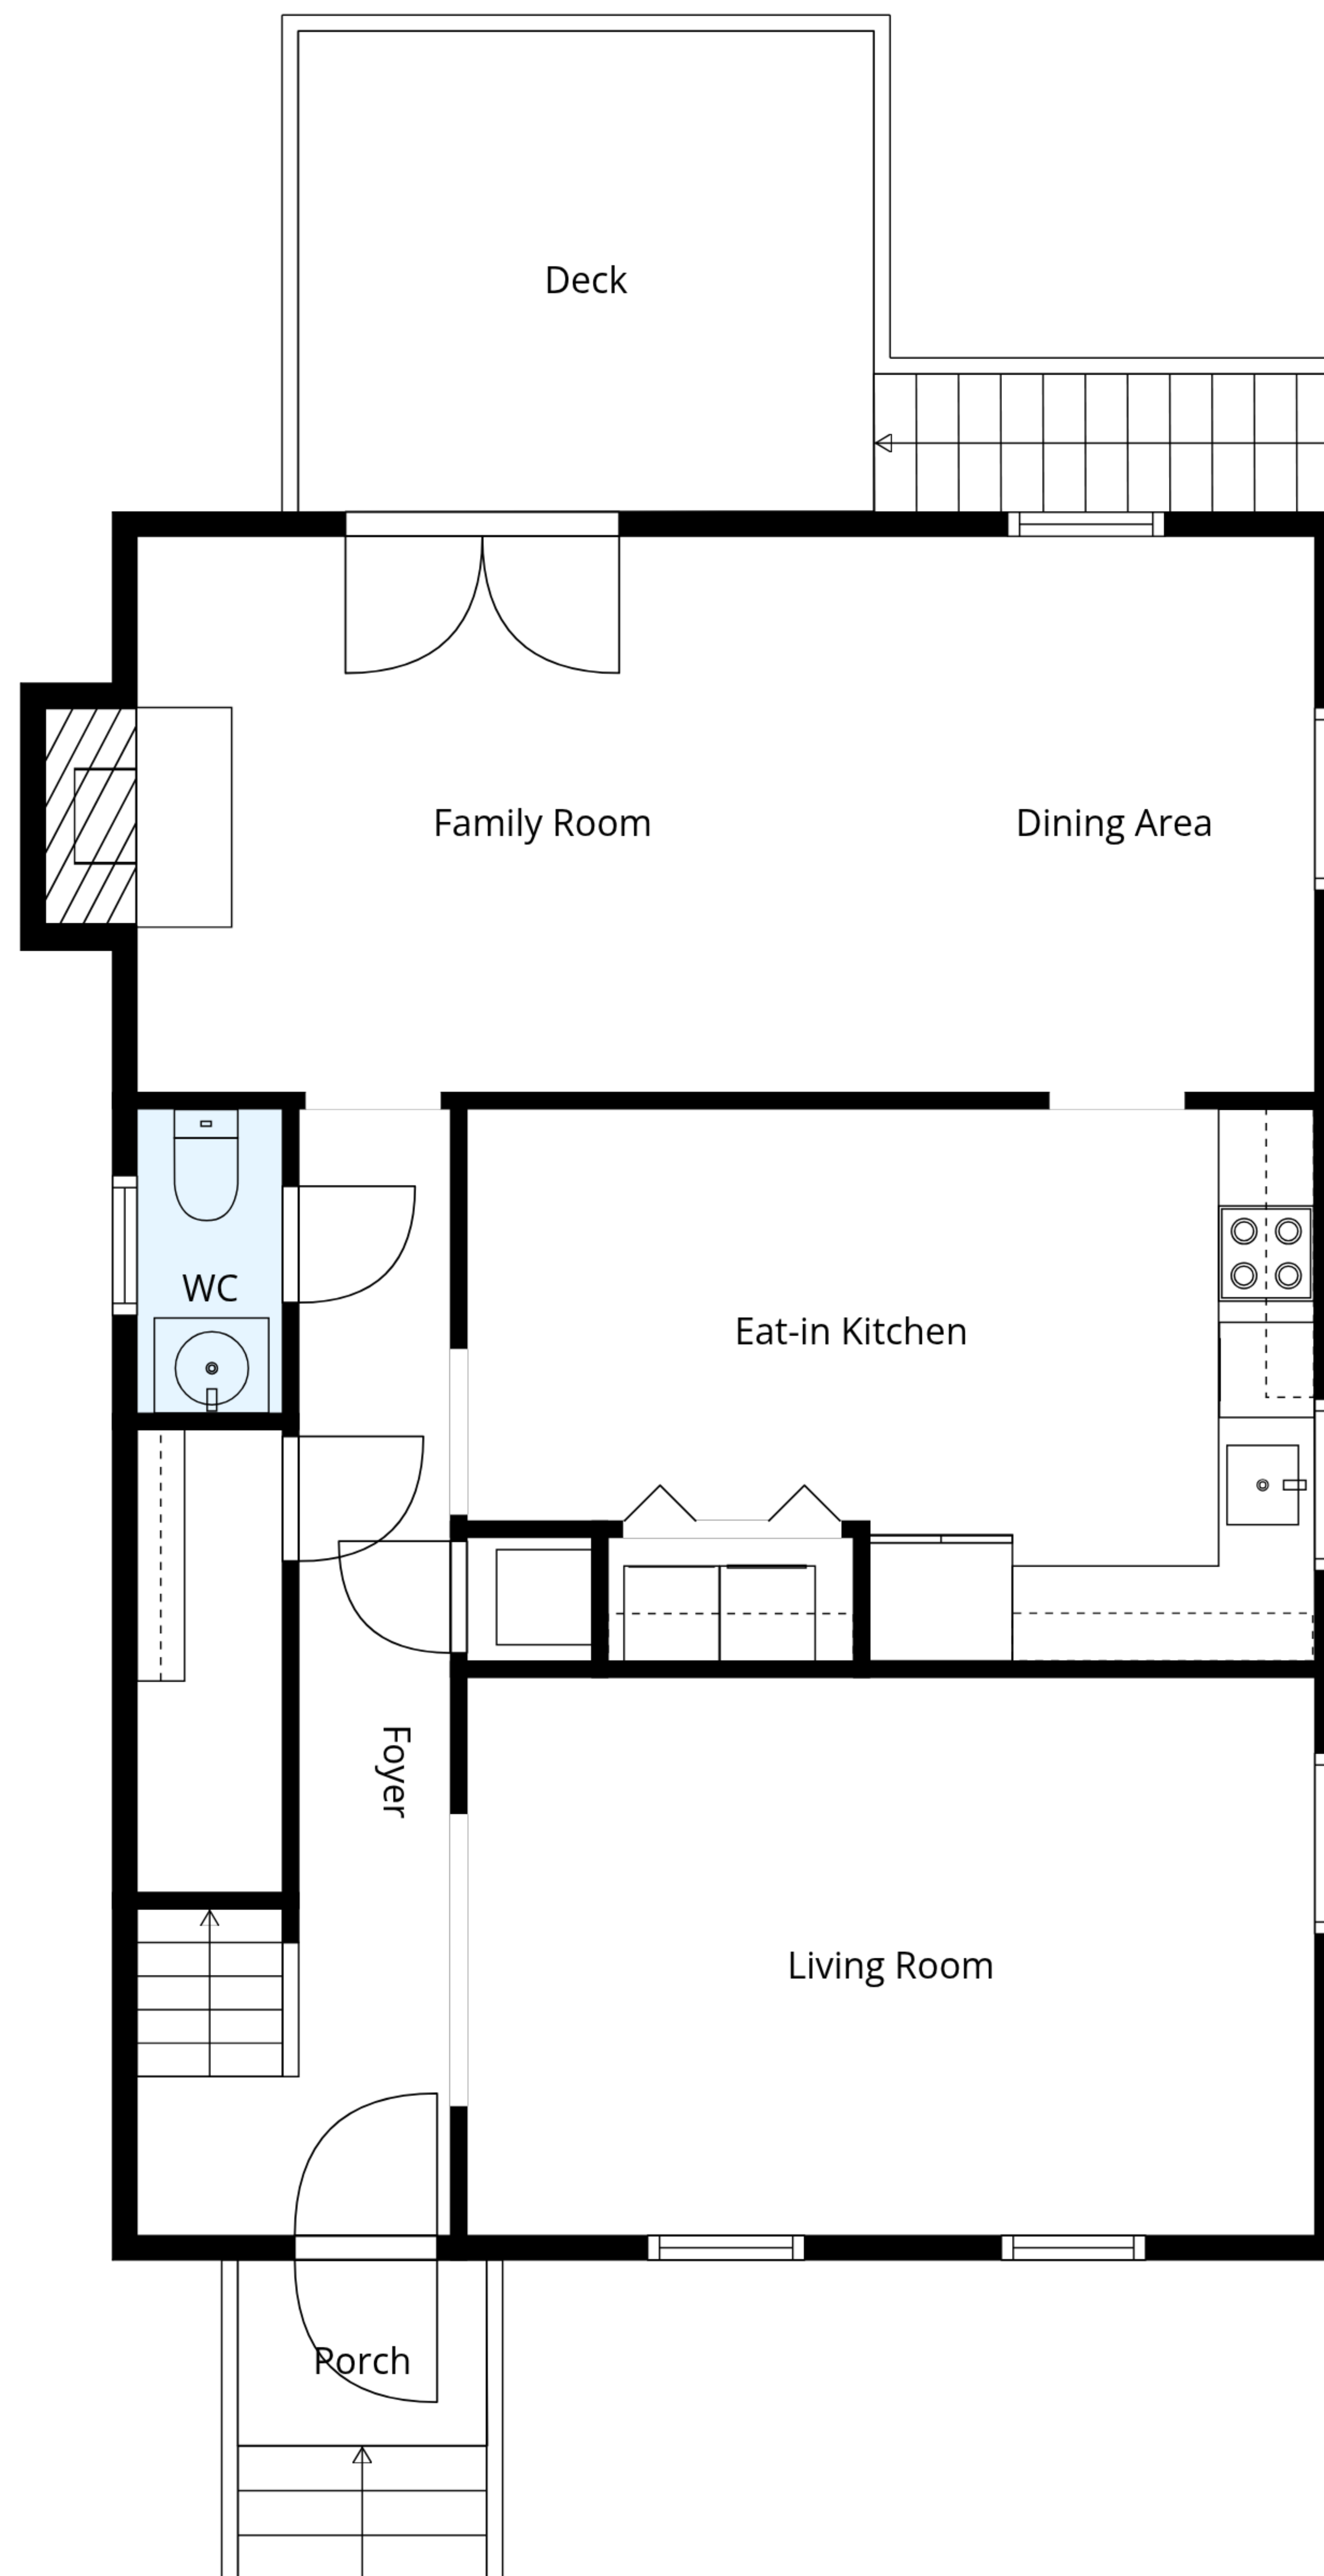 Deck
Family Room
Dining Area
WC
Eat-in Kitchen
Foyer
Living Room
Porch